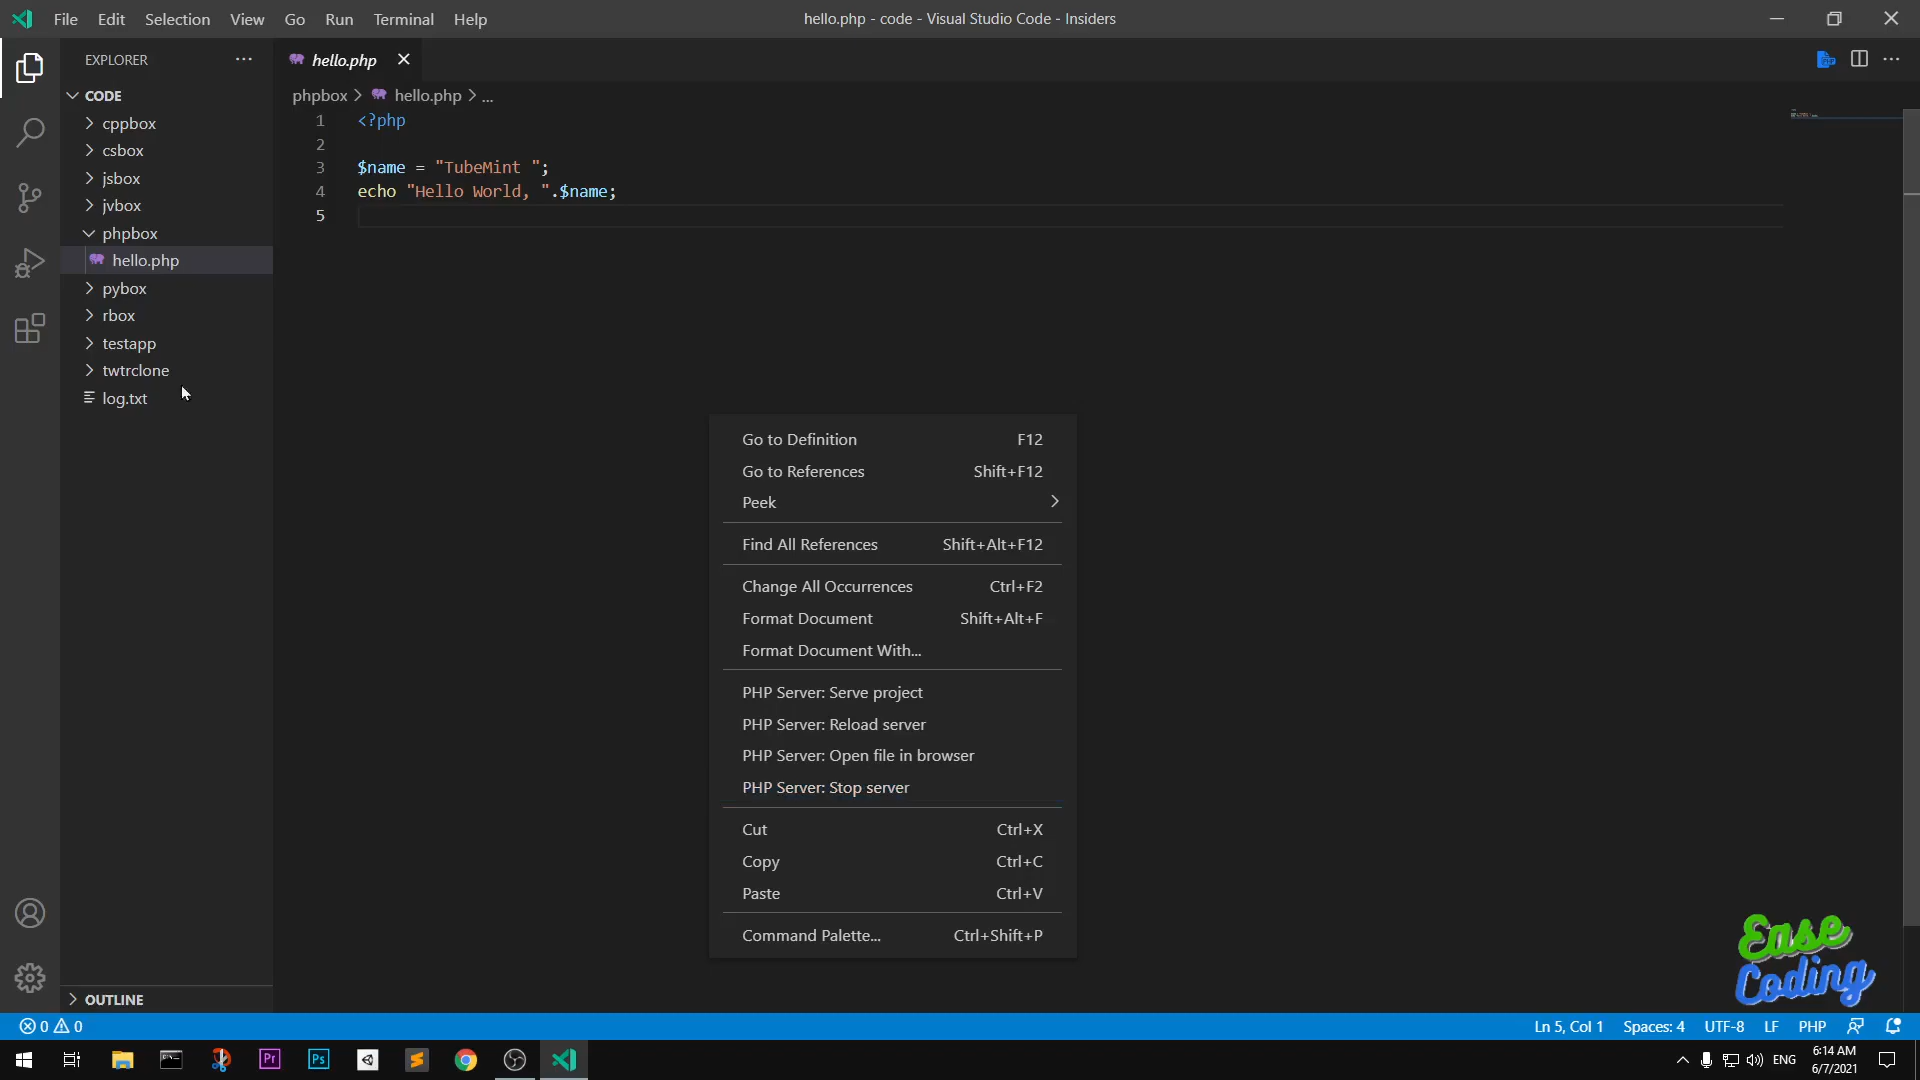 File Edit Selection View Go Run Terminal Help
hello.php - code - Visual Studio Code - Insiders
EXPLORER
hello.php
CODE
phpbox > hello.php > ...
cppbox
csbox
jsbox
jvbox
phpbox
hello.php
pybox
rbox
testapp
twtrclone
log.txt
1 <?php
2
3 $name = "TubeMint ";
4 echo "Hello World, ".$name;
5
Go to Definition F12
Go to References Shift+F12
Peek
Find All References Shift+Alt+F12
Change All Occurrences Ctrl+F2
Format Document Shift+Alt+F
Format Document With...
PHP Server: Serve project
PHP Server: Reload server
PHP Server: Open file in browser
PHP Server: Stop server
Cut Ctrl+X
Copy Ctrl+C
Paste Ctrl+V
Command Palette... Ctrl+Shift+P
Ease
Coding
OUTLINE
0 0
Ln 5, Col 1 Spaces: 4 UTF-8 LF PHP
Pr Ps
ENG
6:14 AM
6/7/2021